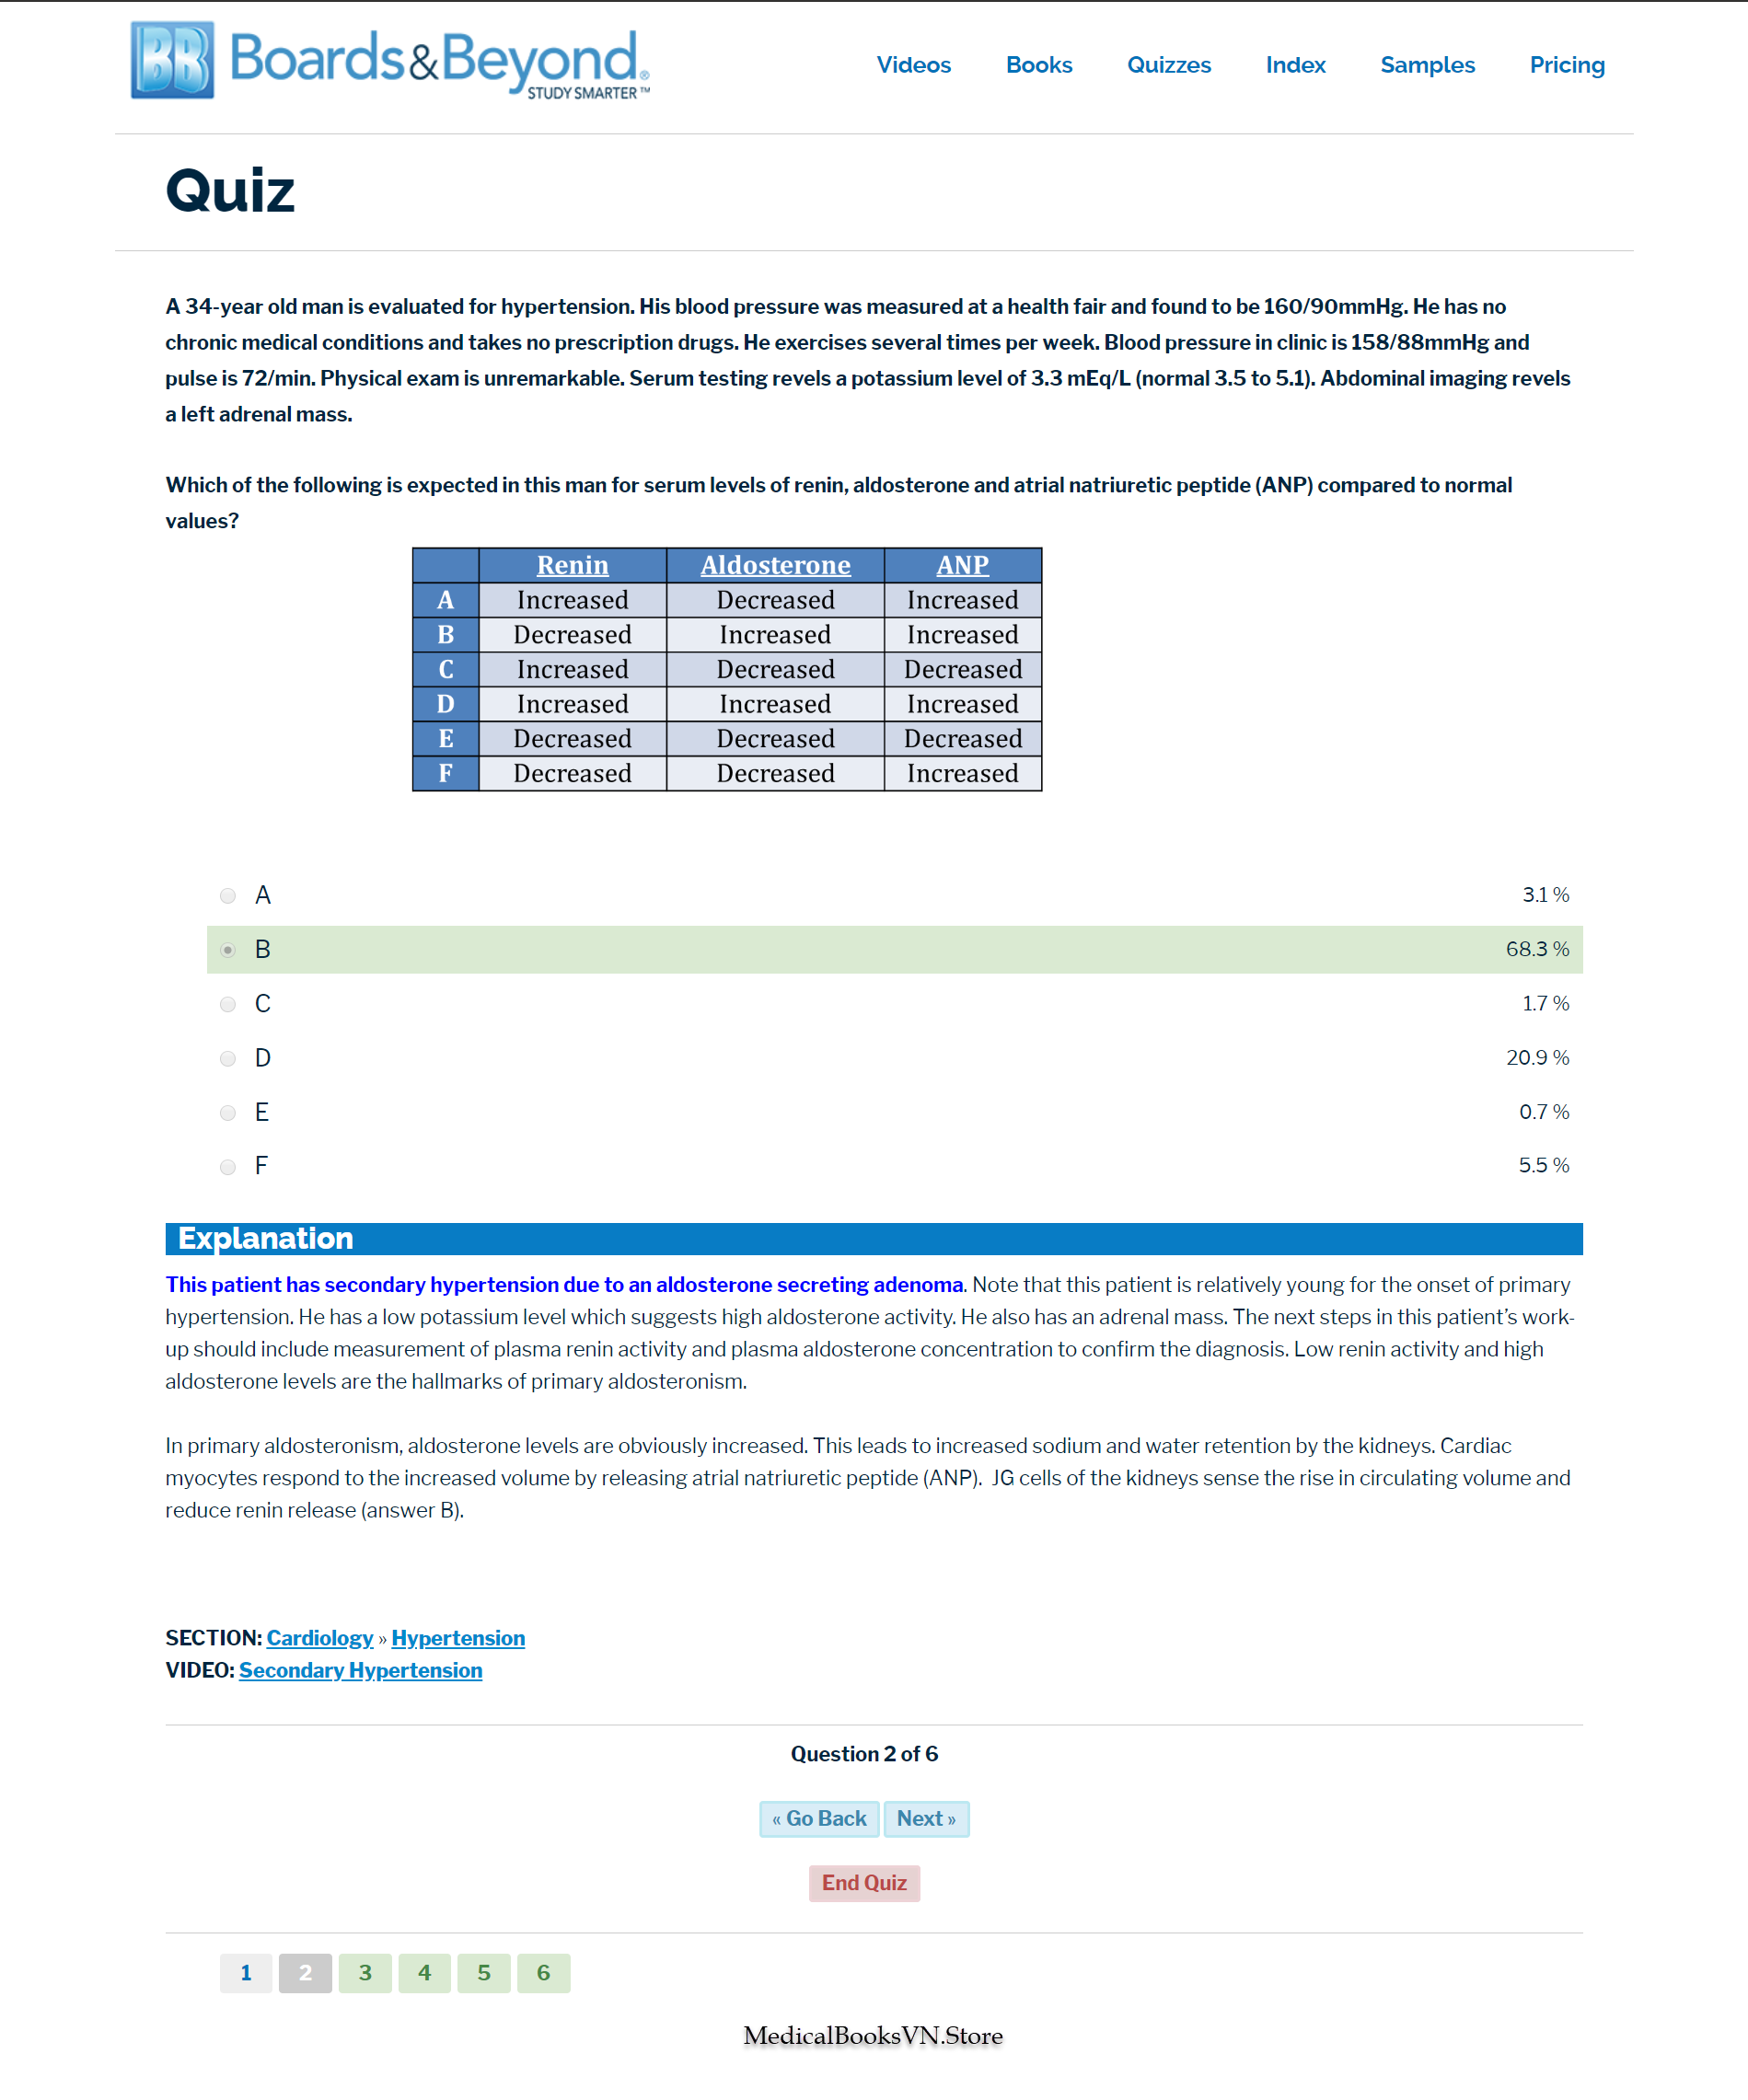 BB Boards&Beyond®
STUDY SMARTER™
Videos Books Quizzes Index Samples Pricing
Quiz
A 34-year old man is evaluated for hypertension. His blood pressure was measured at a health fair and found to be 160/90mmHg. He has no
chronic medical conditions and takes no prescription drugs. He exercises several times per week. Blood pressure in clinic is 158/88mmHg and
pulse is 72/min. Physical exam is unremarkable. Serum testing revels a potassium level of 3.3 mEq/L (normal 3.5 to 5.1). Abdominal imaging revels
a left adrenal mass.
Which of the following is expected in this man for serum levels of renin, aldosterone and atrial natriuretic peptide (ANP) compared to normal
values?
Renin Aldosterone ANP
A Increased Decreased Increased
B Decreased Increased Increased
C Increased Decreased Decreased
D Increased Increased Increased
E Decreased Decreased Decreased
F Decreased Decreased Increased
A 3.1 %
B 68.3 %
C 1.7 %
D 20.9 %
E 0.7 %
F 5.5 %
Explanation
This patient has secondary hypertension due to an aldosterone secreting adenoma. Note that this patient is relatively young for the onset of primary
hypertension. He has a low potassium level which suggests high aldosterone activity. He also has an adrenal mass. The next steps in this patient's work-
up should include measurement of plasma renin activity and plasma aldosterone concentration to confirm the diagnosis. Low renin activity and high
aldosterone levels are the hallmarks of primary aldosteronism.
In primary aldosteronism, aldosterone levels are obviously increased. This leads to increased sodium and water retention by the kidneys. Cardiac
myocytes respond to the increased volume by releasing atrial natriuretic peptide (ANP). JG cells of the kidneys sense the rise in circulating volume and
reduce renin release (answer B).
SECTION: Cardiology » Hypertension
VIDEO: Secondary Hypertension
Question 2 of 6
« Go Back Next »
End Quiz
1 2 3 4 5 6
MedicalBooksVN.Store